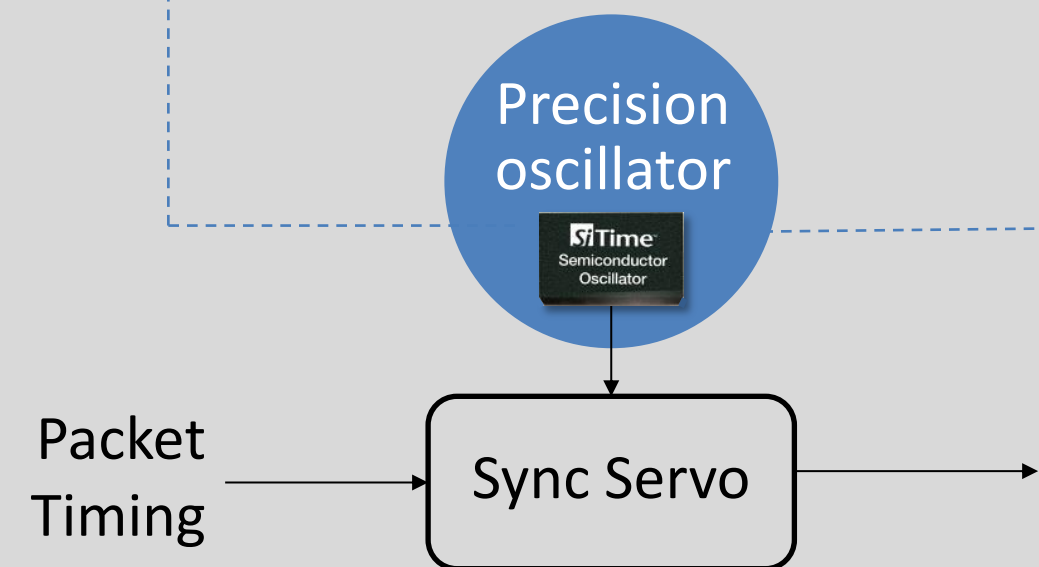 Precision
oscillator
SiTime
Semiconductor
Oscillator
Packet
Timing
Sync Servo